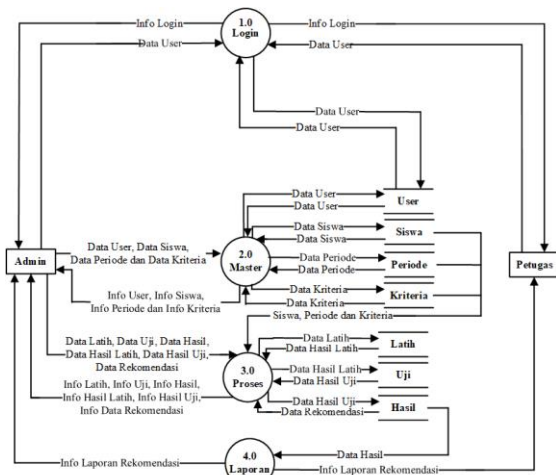 1.0
Login
Info Login
Info Login
Data User
Data User
Data User
Data User
User
Data User
Data User
Siswa
Data Siswa
Data Siswa
Admin
Data User, Data Siswa,
Data Periode dan Data Kriteria
2.0
Master
Data Periode
Data Periode
Periode
Petugas
Info User, Info Siswa,
Info Periode dan Info Kriteria
Data Kriteria
Data Kriteria
Kriteria
Siswa, Periode dan Kriteria
Data Latih, Data Uji, Data Hasil,
Data Hasil Latih, Data Hasil Uji,
Data Rekomendasi
Data Latih
Data Hasil Latih
Latih
3.0
Proses
Data Hasil Latih
Data Hasil Uji
Uji
Info Latih, Info Uji, Info Hasil,
Info Hasil Latih, Info Hasil Uji,
Info Data Rekomendasi
Data Hasil Uji
Data Rekomendasi
Hasil
4.0
Laporan
Data Hasil
Info Laporan Rekomendasi
Info Laporan Rekomendasi